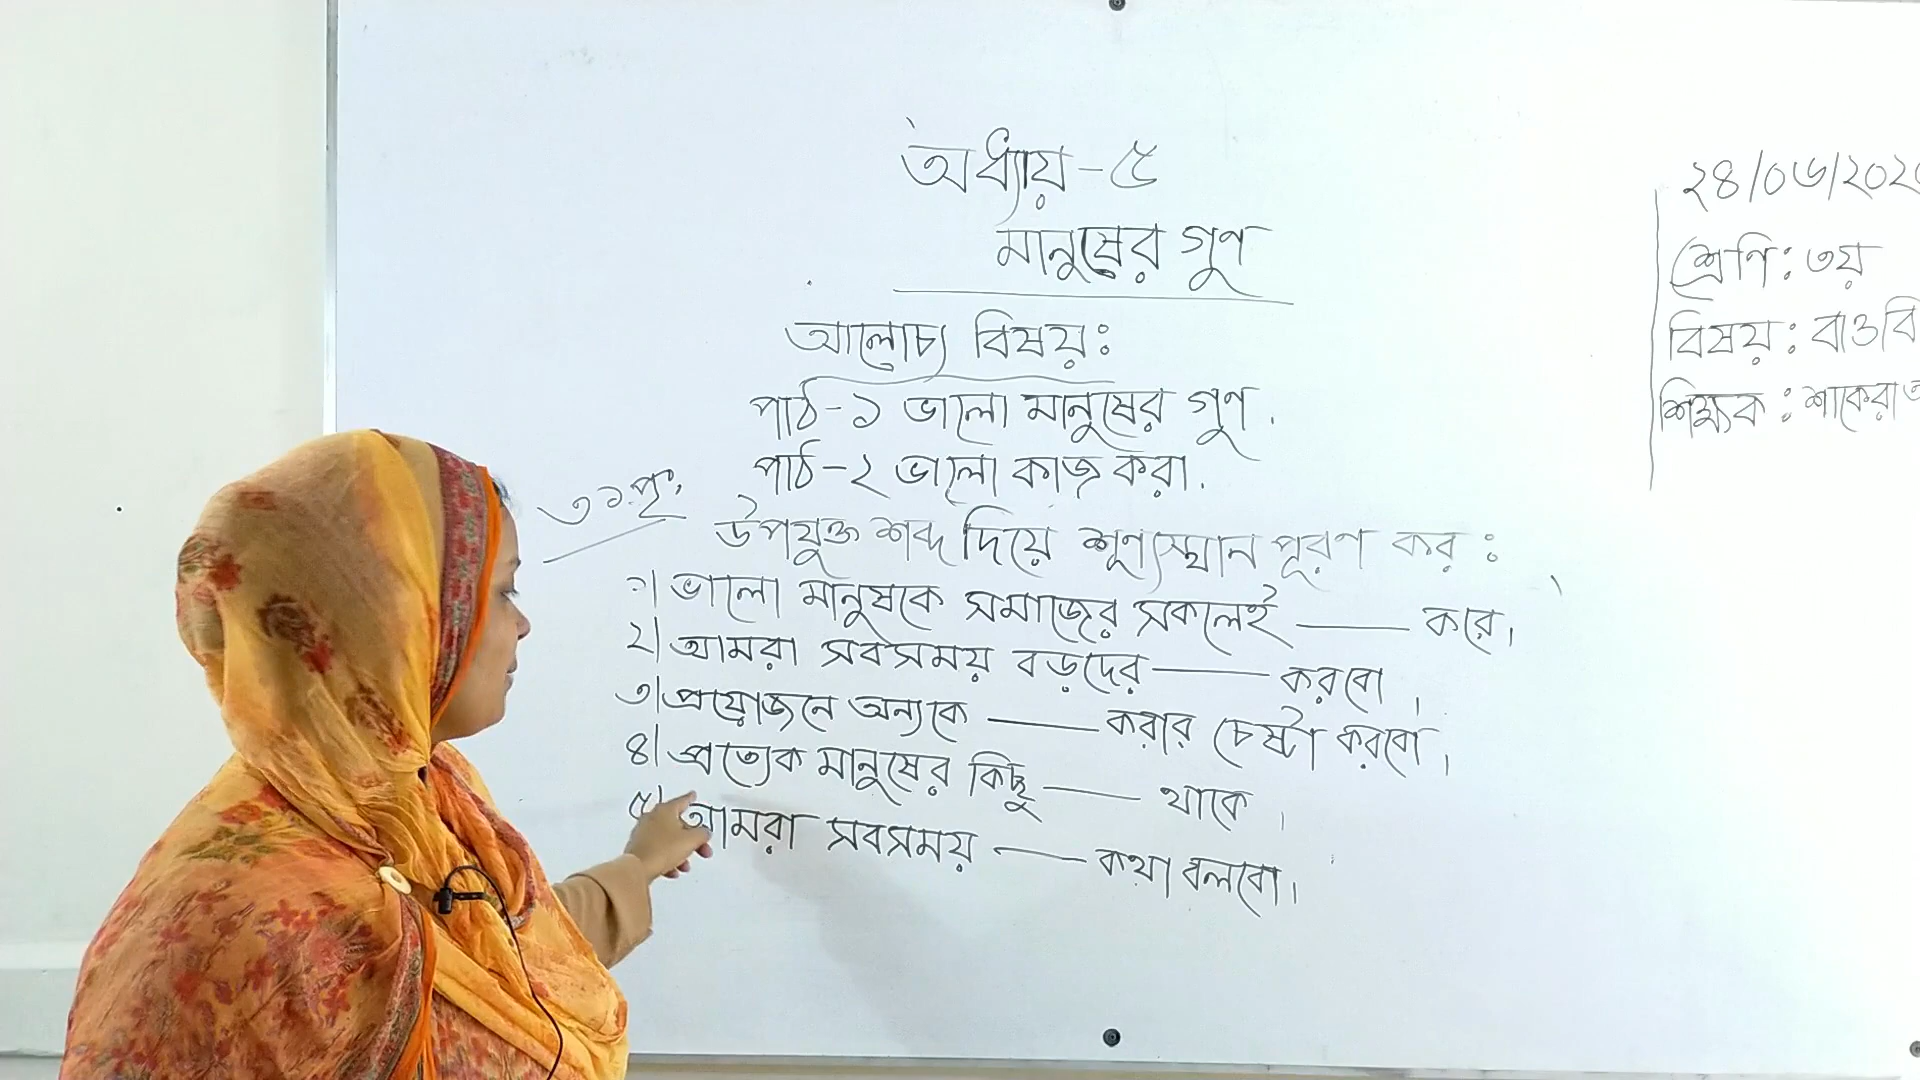 অধ্যায়-৫
মানুষের গুণ
আলোচ্য বিষয়ঃ
পাঠ-১ ভালো মানুষের গুণ.
পাঠ-২ ভালো কাজ করা.
৩১পৃ:
উপযুক্ত শব্দ দিয়ে শূণ্যস্থান পূরণ কর ঃ
১। ভালো মানুষকে সমাজের সকলেই —— করে।
২। আমরা সবসময় বড়দের —— করবো।
৩। প্রয়োজনে অন্যকে —— করার চেষ্টা করবো।
৪। প্রত্যেক মানুষের কিছু —— থাকে।
৫। আমরা সবসময় —— কথা বলবো।
২৪/০৬/২০২
শ্রেণি: ৩য়
বিষয়: বাওবি
শিক্ষক: শাকেরা